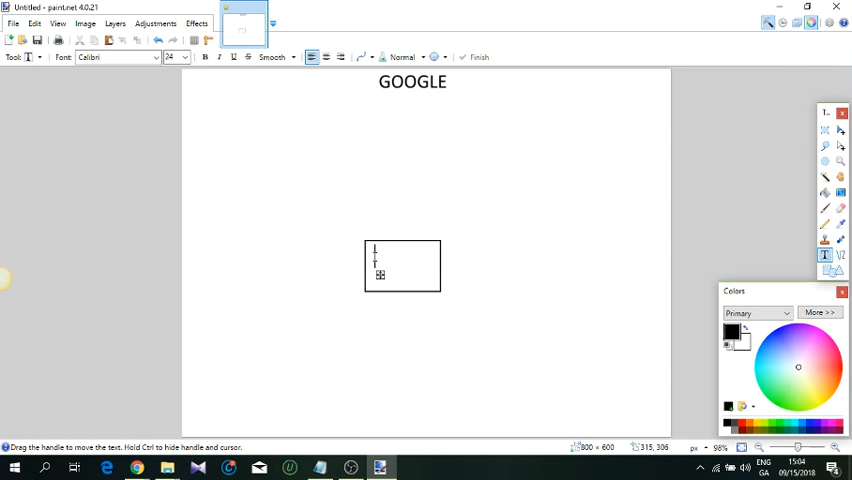 Untitled - paint.net 4.0.21
File Edit View Image Layers Adjustments Effects
Tool: T Font: Calibri 24 B I U S Smooth Normal Finish
GOOGLE
T...
T
Colors
Primary More >>
Drag the handle to move the text. Hold Ctrl to hide handle and cursor. 800 × 600 315, 306 px 98%
ENG 15:04
GA 09/15/2018 4